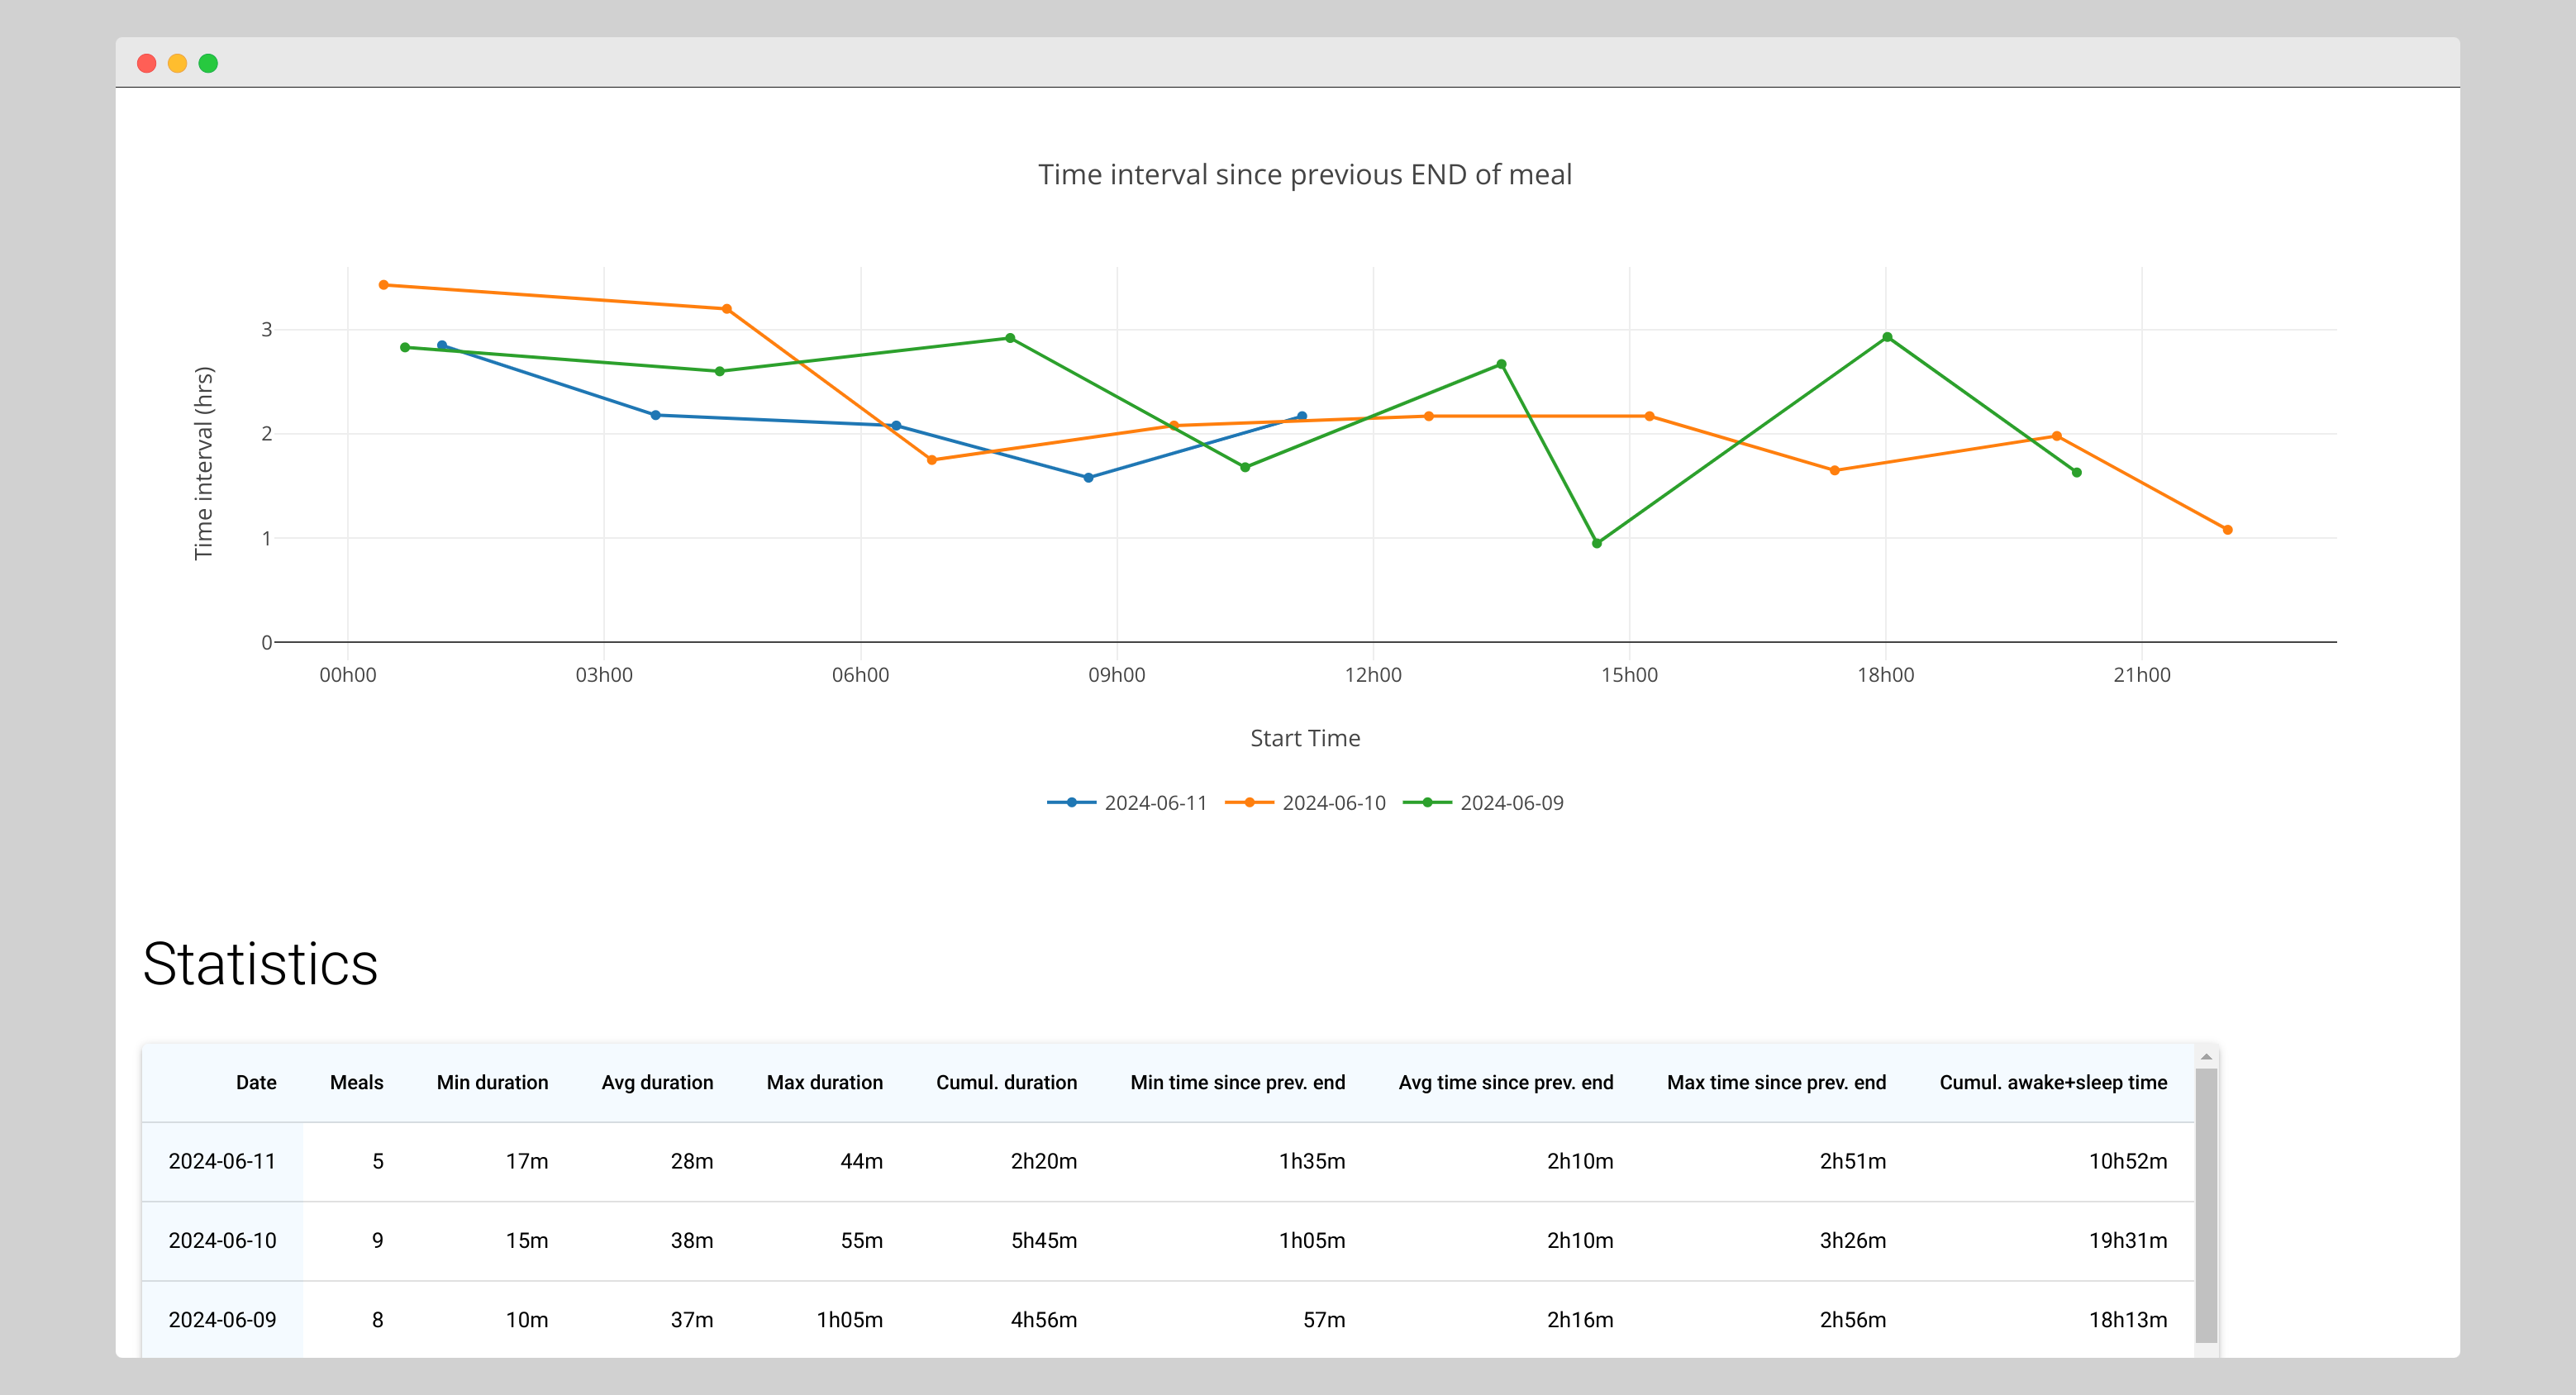 Time interval since previous END of meal
Time interval (hrs)
3
2
1
0
00h00 03h00 06h00 09h00 12h00 15h00 18h00 21h00
Start Time
2024-06-11 2024-06-10 2024-06-09
Statistics
Date Meals Min duration Avg duration Max duration Cumul. duration Min time since prev. end Avg time since prev. end Max time since prev. end Cumul. awake+sleep time
2024-06-11 5 17m 28m 44m 2h20m 1h35m 2h10m 2h51m 10h52m
2024-06-10 9 15m 38m 55m 5h45m 1h05m 2h10m 3h26m 19h31m
2024-06-09 8 10m 37m 1h05m 4h56m 57m 2h16m 2h56m 18h13m